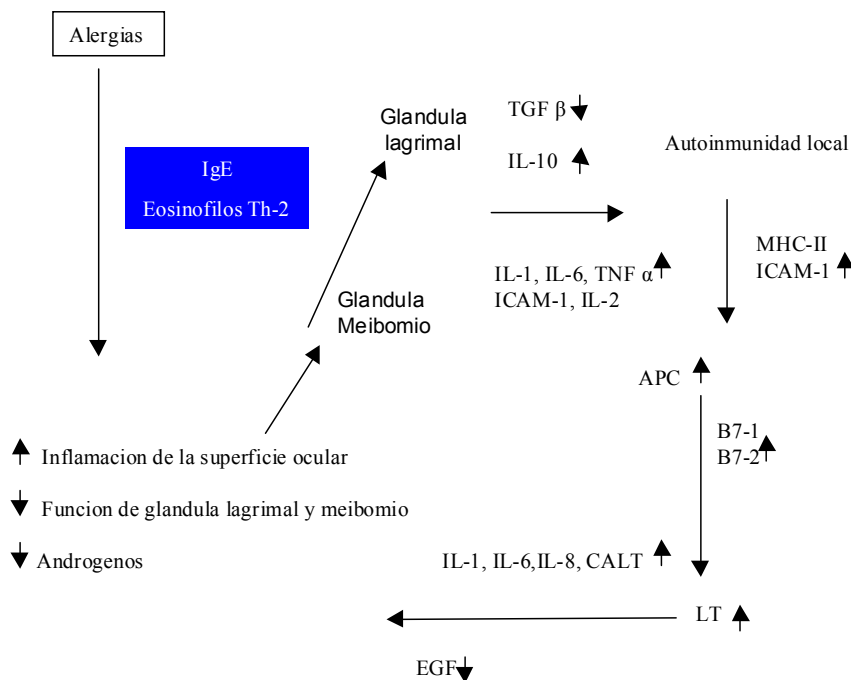 Alergias
IgE
Eosinofilos Th-2
Glandula
lagrimal
Glandula
Meibomio
TGF β
IL-10
IL-1, IL-6, TNF α
ICAM-1, IL-2
Autoinmunidad local
MHC-II
ICAM-1
APC
B7-1
B7-2
Inflamacion de la superficie ocular
Funcion de glandula lagrimal y meibomio
Androgenos
IL-1, IL-6,IL-8, CALT
LT
EGF